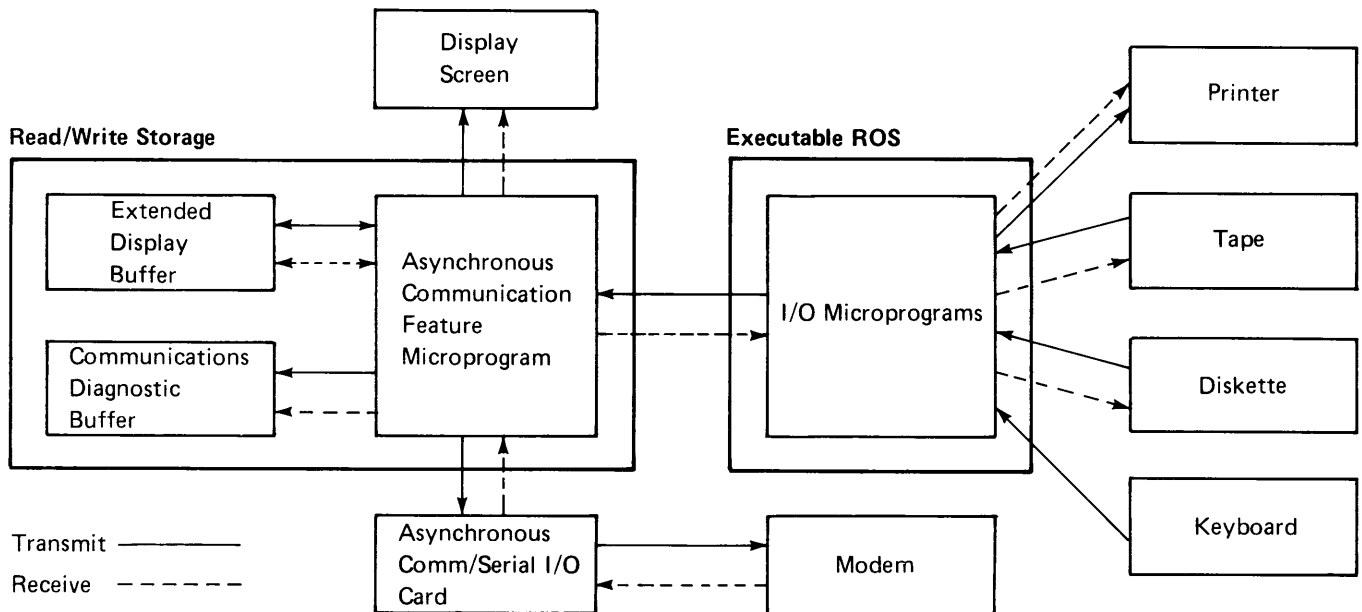 Display
Screen
Printer
Read/Write Storage
Executable ROS
Extended
Display
Buffer
Asynchronous
Communication
Feature
Microprogram
I/O Microprograms
Tape
Communications
Diagnostic
Buffer
Diskette
Keyboard
Transmit
Receive
Asynchronous
Comm/Serial I/O
Card
Modem